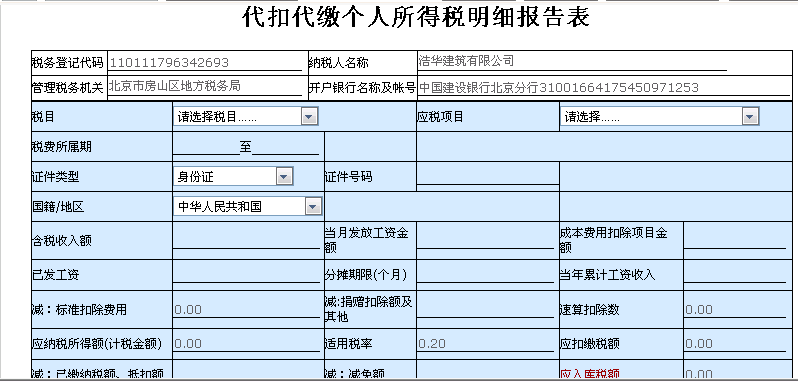 代扣代缴个人所得税明细报告表
税务登记代码 110111796342693 纳税人名称 洁华建筑有限公司
管理税务机关 北京市房山区地方税务局 开户银行名称及帐号 中国建设银行北京分行31001664175450971253
税目 请选择税目...... 应税项目 请选择......
税费所属期 至
证件类型 身份证 证件号码
国籍/地区 中华人民共和国
含税收入额 当月发放工资金额 成本费用扣除项目金额
已发工资 分摊期限(个月) 当年累计工资收入
减：标准扣除费用 0.00 减:捐赠扣除额及其他 速算扣除数 0.00
应纳税所得额(计税金额) 0.00 适用税率 0.20 应扣缴税额 0.00
减：已缴纳税额、抵扣额 减：减免额 应入库税额 0.00